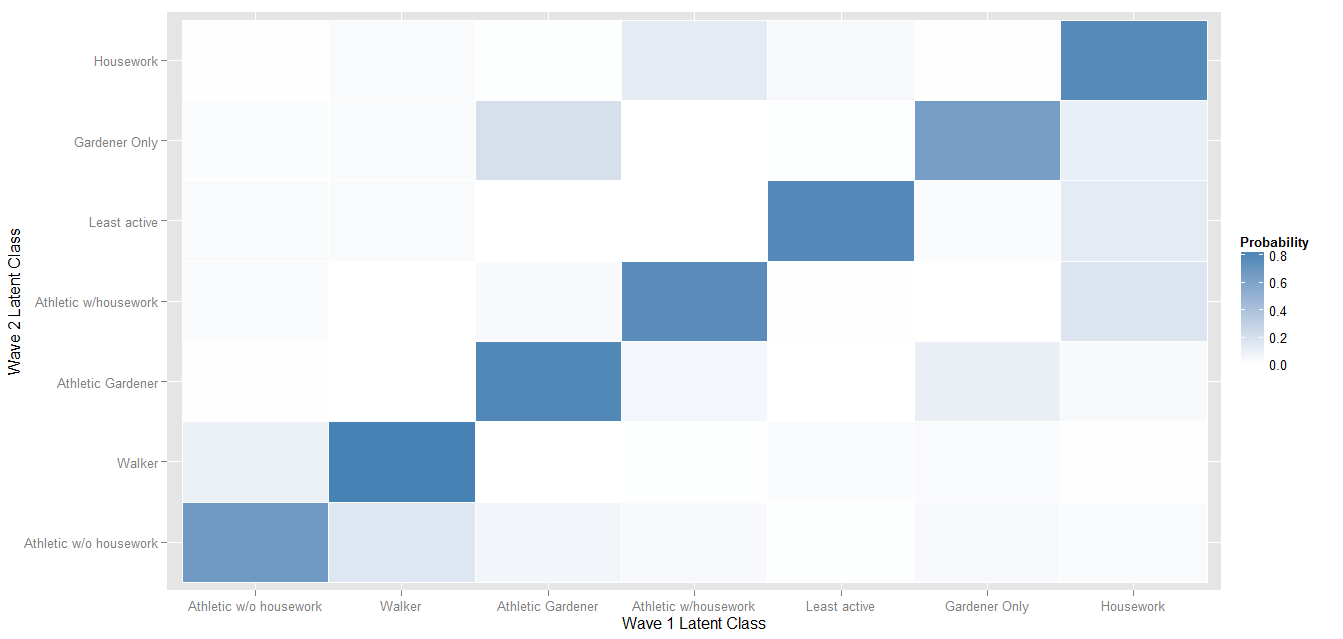 Wave 2 Latent Class
Housework
Gardener Only
Least active
Athletic w/housework
Athletic Gardener
Walker
Athletic w/o housework
Athletic w/o housework Walker Athletic Gardener Athletic w/housework Least active Gardener Only Housework
Wave 1 Latent Class
Probability
0.8
0.6
0.4
0.2
0.0